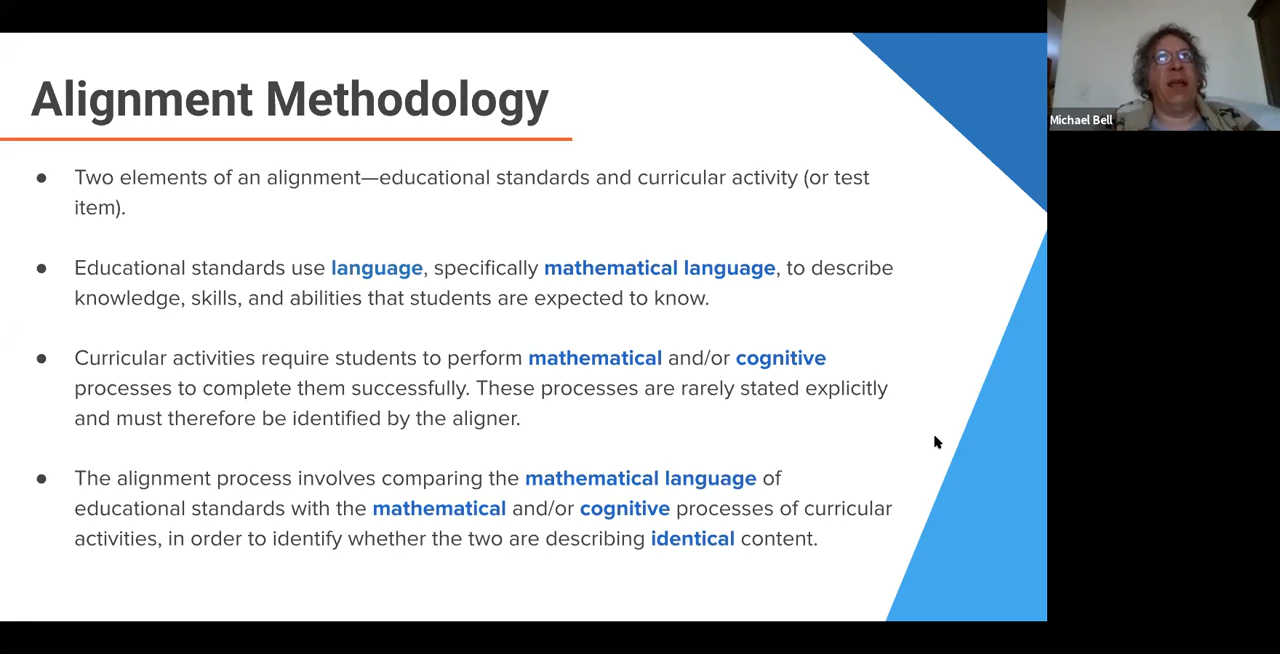 Alignment Methodology
● Two elements of an alignment—educational standards and curricular activity (or test
item).
● Educational standards use language, specifically mathematical language, to describe
knowledge, skills, and abilities that students are expected to know.
● Curricular activities require students to perform mathematical and/or cognitive
processes to complete them successfully. These processes are rarely stated explicitly
and must therefore be identified by the aligner.
● The alignment process involves comparing the mathematical language of
educational standards with the mathematical and/or cognitive processes of curricular
activities, in order to identify whether the two are describing identical content.
Michael Bell